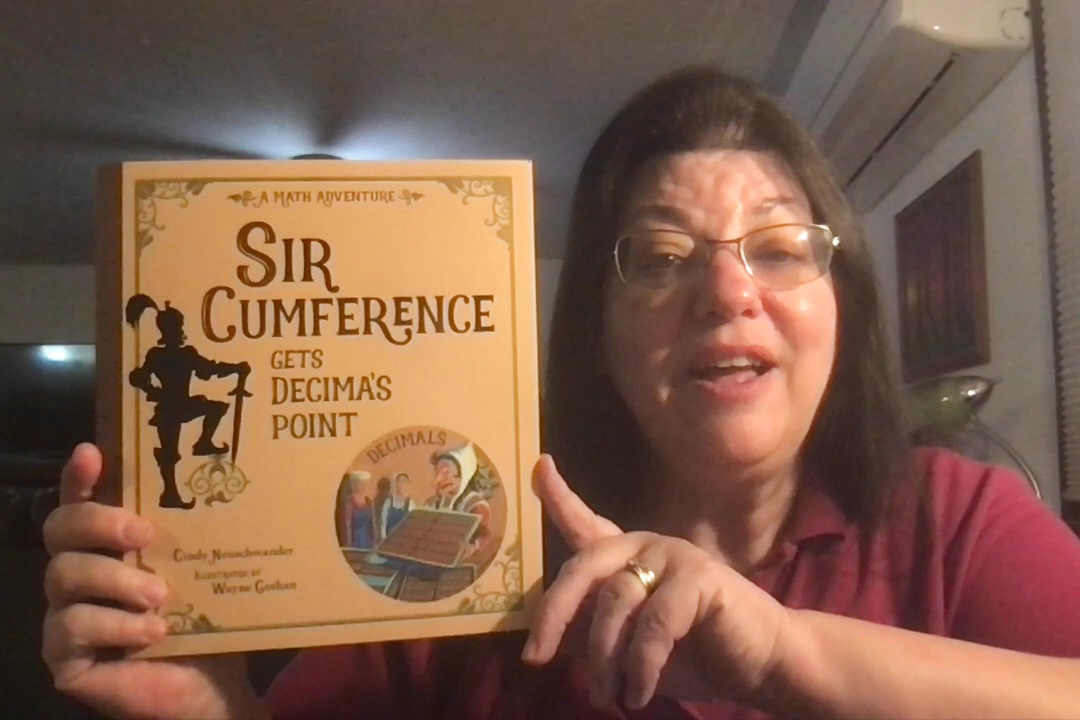 A MATH ADVENTURE
SIR
CUMFERENCE
GETS
DECIMA'S
POINT
DECIMALS
Cindy Neuschwander
ILLUSTRATED BY
Wayne Geehan